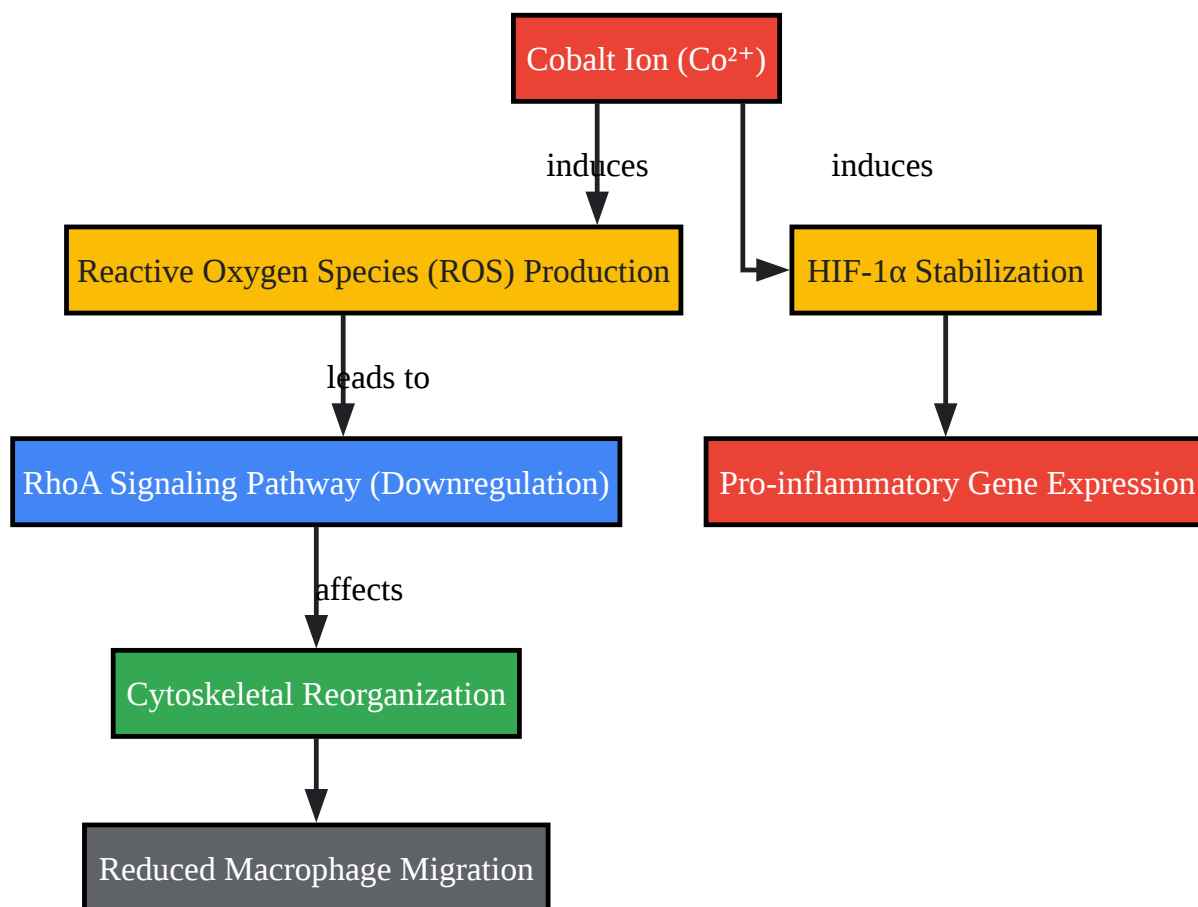 Cobalt Ion (Co²⁺)
induces
induces
Reactive Oxygen Species (ROS) Production
HIF-1α Stabilization
leads to
RhoA Signaling Pathway (Downregulation)
Pro-inflammatory Gene Expression
affects
Cytoskeletal Reorganization
Reduced Macrophage Migration